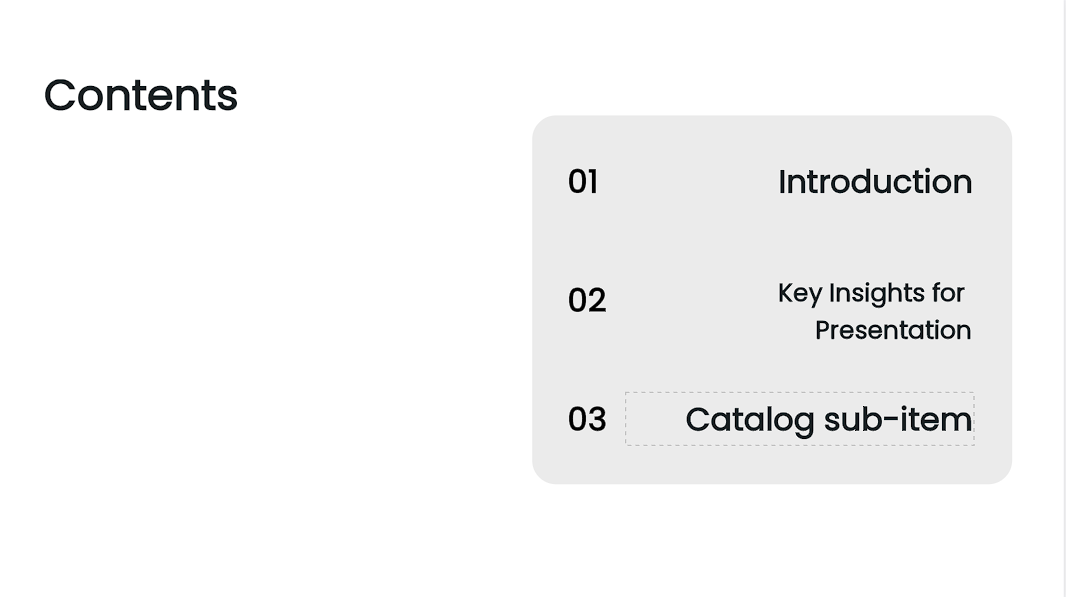 Contents
01 Introduction
02 Key Insights for
Presentation
03 Catalog sub-item